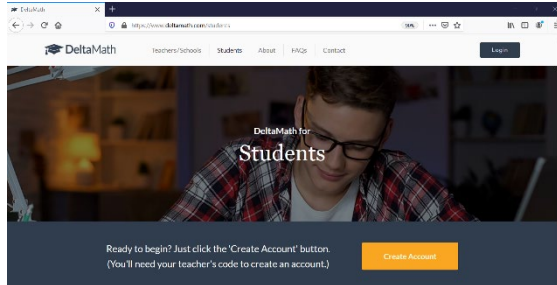 DeltaMath
https://www.deltamath.com/students
DeltaMath
Teachers/Schools
Students
About
FAQs
Contact
Login
DeltaMath for
Students
Ready to begin? Just click the 'Create Account' button.
(You'll need your teacher's code to create an account.)
Create Account